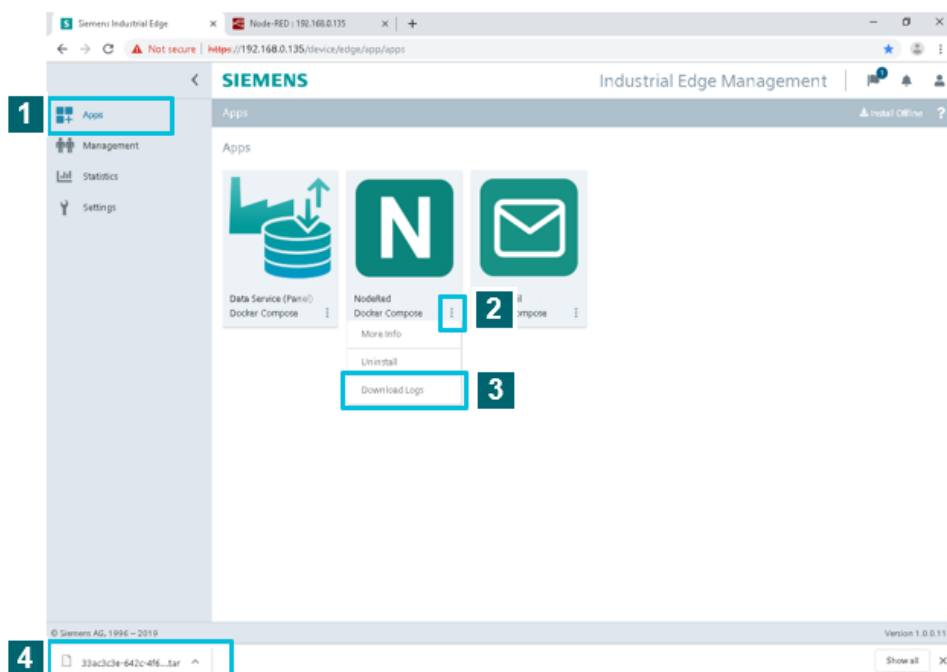 Siemens Industrial Edge
Node-RED : 192.168.0.135
Not secure
https://192.168.0.135/device/edge/app/apps
SIEMENS
Industrial Edge Management
1
1
Apps
Management
Statistics
Settings
Apps
Install Offline
?
Apps
N
Data Service (Panel)
Docker Compose
NodeRed
Docker Compose
2
il
ompose
More Info
Uninstall
Download Logs
3
© Siemens AG, 1996 – 2019
Version 1.0.0.11
4
33ac3c3e-642c-4f6....tar
Show all